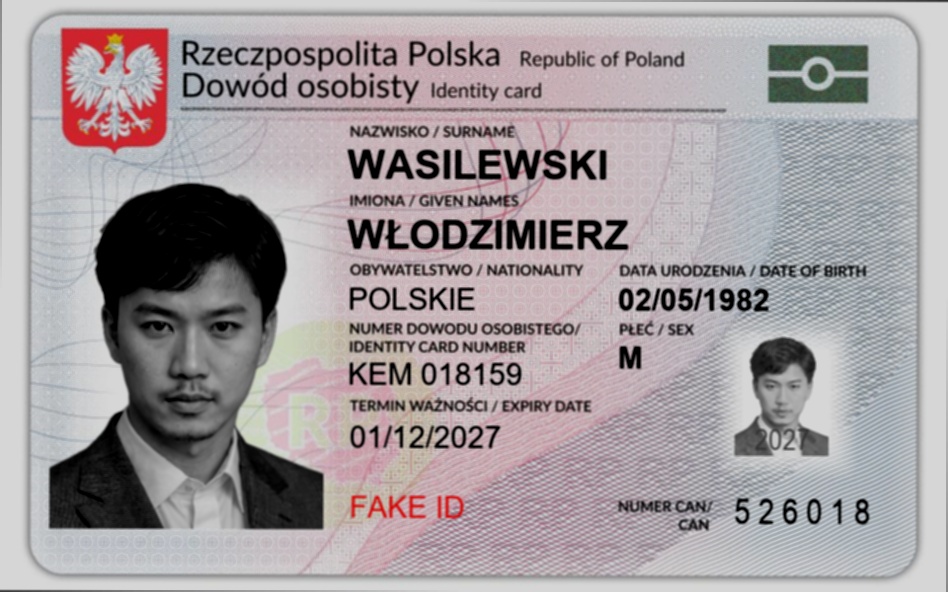 Rzeczpospolita Polska Republic of Poland
Dowód osobisty Identity card
NAZWISKO / SURNAME
WASILEWSKI
IMIONA / GIVEN NAMES
WŁODZIMIERZ
OBYWATELSTWO / NATIONALITY
POLSKIE
DATA URODZENIA / DATE OF BIRTH
02/05/1982
NUMER DOWODU OSOBISTEGO/
IDENTITY CARD NUMBER
KEM 018159
PŁEĆ / SEX
M
TERMIN WAŻNOŚCI / EXPIRY DATE
01/12/2027
2027
FAKE ID
NUMER CAN/
CAN
526018